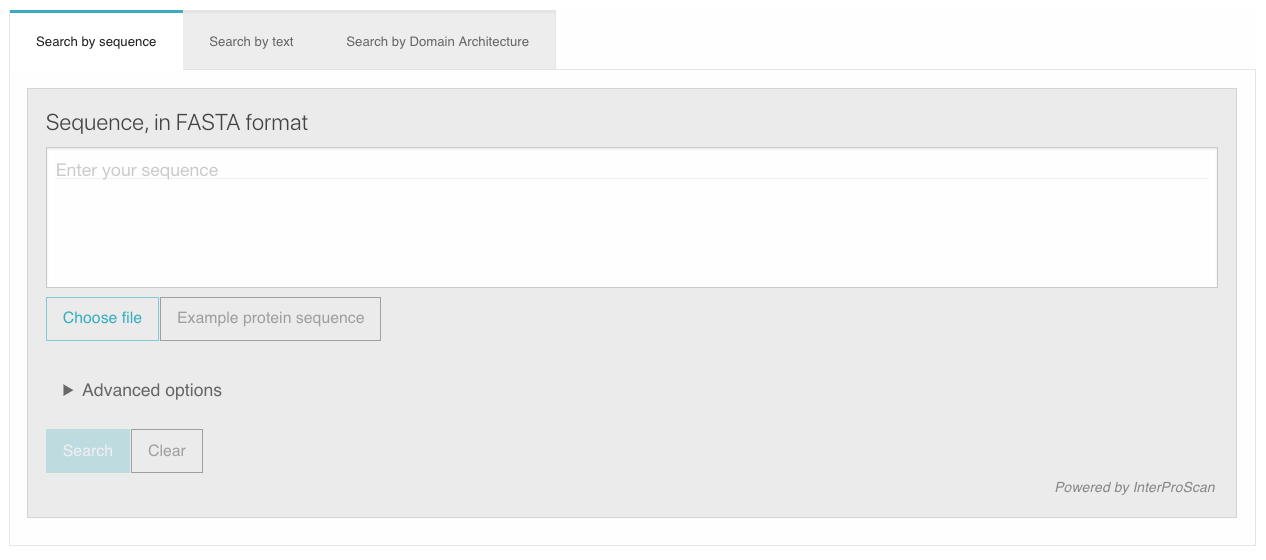 Search by sequence Search by text Search by Domain Architecture
Sequence, in FASTA format
Enter your sequence
Choose file Example protein sequence
Advanced options
Search Clear
Powered by InterProScan